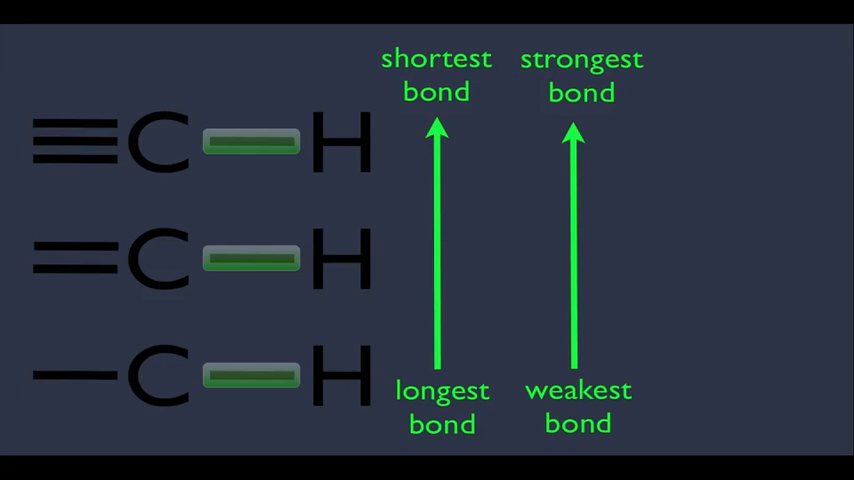 shortest strongest
bond bond
≡C—H
=C—H
—C—H
longest weakest
bond bond